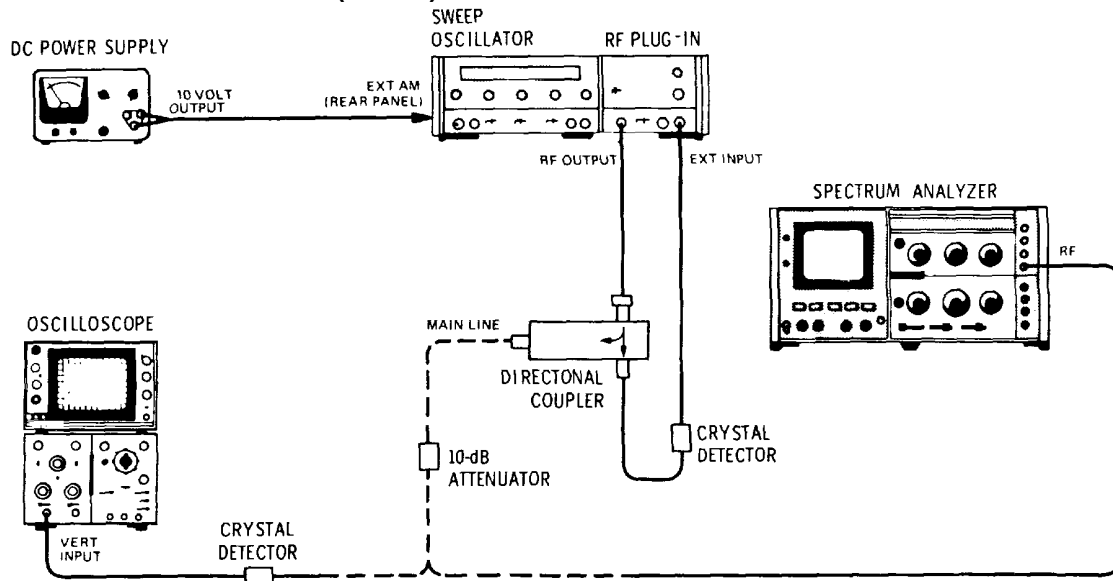 SWEEP
OSCILLATOR
RF PLUG-IN
DC POWER SUPPLY
10 VOLT
OUTPUT
EXT AM
(REAR PANEL)
RF OUTPUT
EXT INPUT
SPECTRUM ANALYZER
RF
OSCILLOSCOPE
MAIN LINE
DIRECTONAL
COUPLER
CRYSTAL
DETECTOR
10-dB
ATTENUATOR
VERT
INPUT
CRYSTAL
DETECTOR